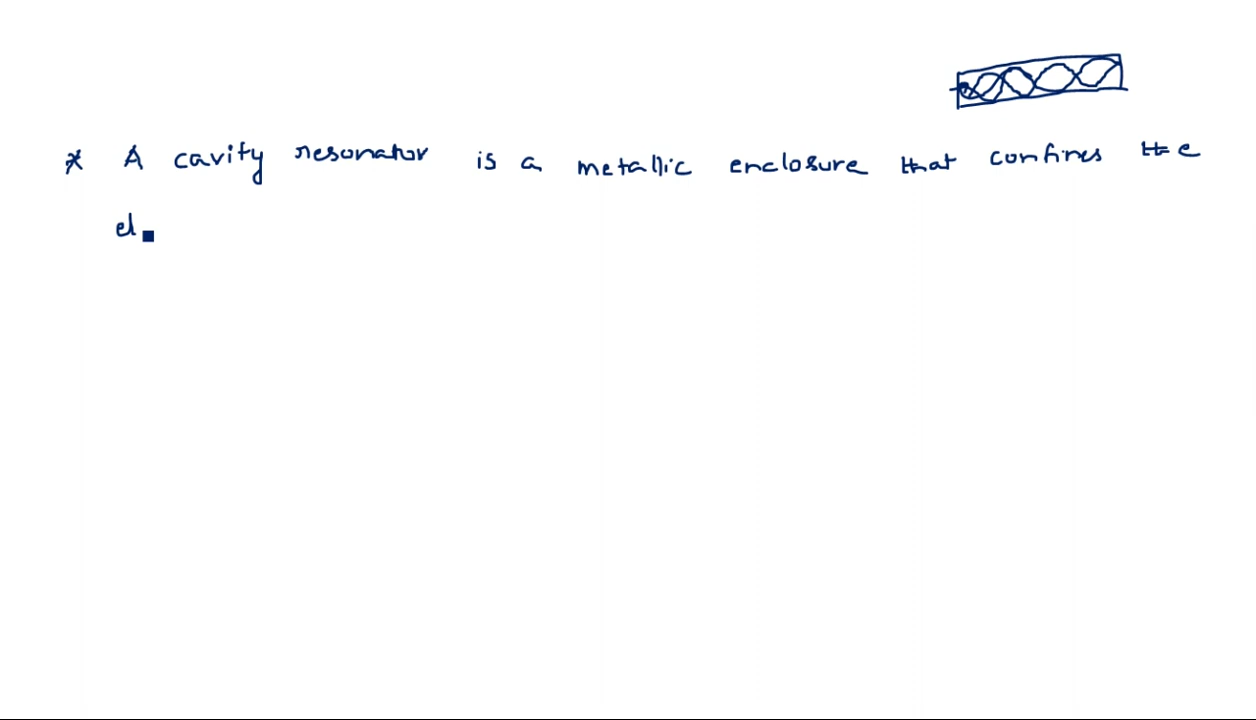 * A cavity resonator is a metallic enclosure that confines the
el